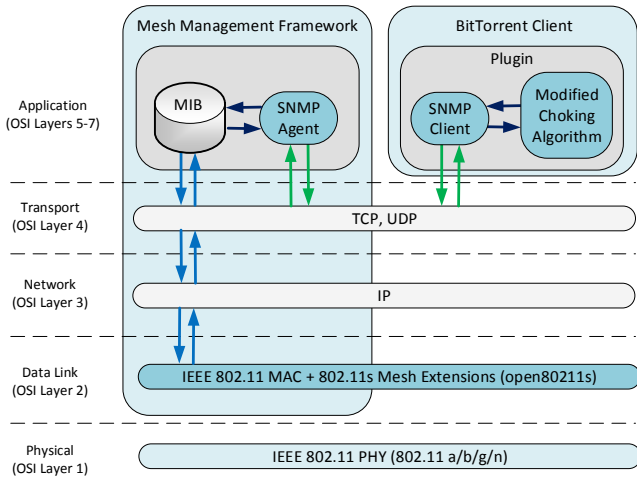 Mesh Management Framework
BitTorrent Client
Plugin
Application
(OSI Layers 5-7)
MIB
SNMP
Agent
SNMP
Client
Modified
Choking
Algorithm
Transport
(OSI Layer 4)
TCP, UDP
Network
(OSI Layer 3)
IP
Data Link
(OSI Layer 2)
IEEE 802.11 MAC + 802.11s Mesh Extensions (open80211s)
Physical
(OSI Layer 1)
IEEE 802.11 PHY (802.11 a/b/g/n)